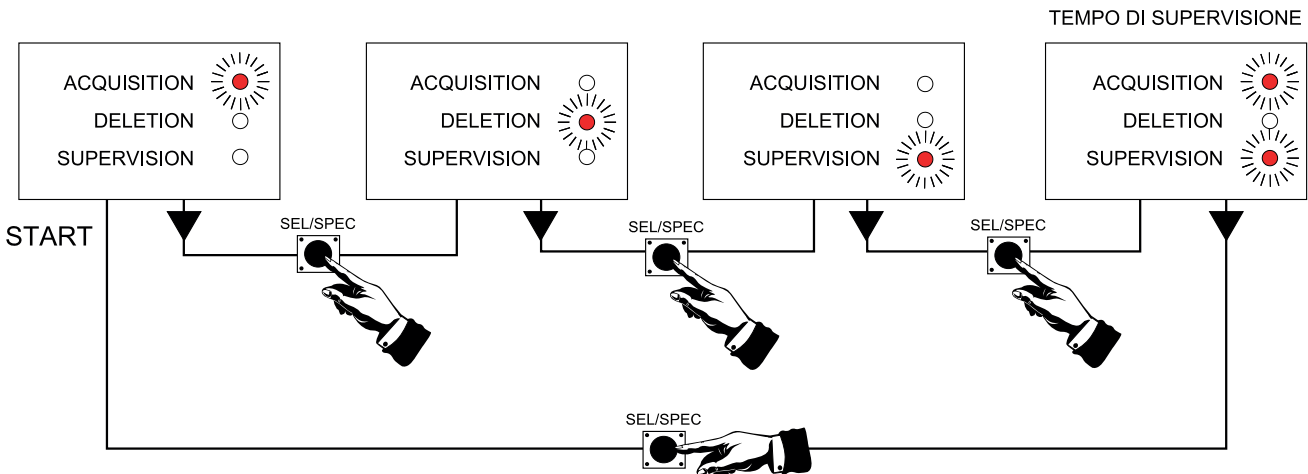 TEMPO DI SUPERVISIONE
ACQUISITION
DELETION
SUPERVISION
ACQUISITION
DELETION
SUPERVISION
ACQUISITION
DELETION
SUPERVISION
ACQUISITION
DELETION
SUPERVISION
START
SEL/SPEC
SEL/SPEC
SEL/SPEC
SEL/SPEC